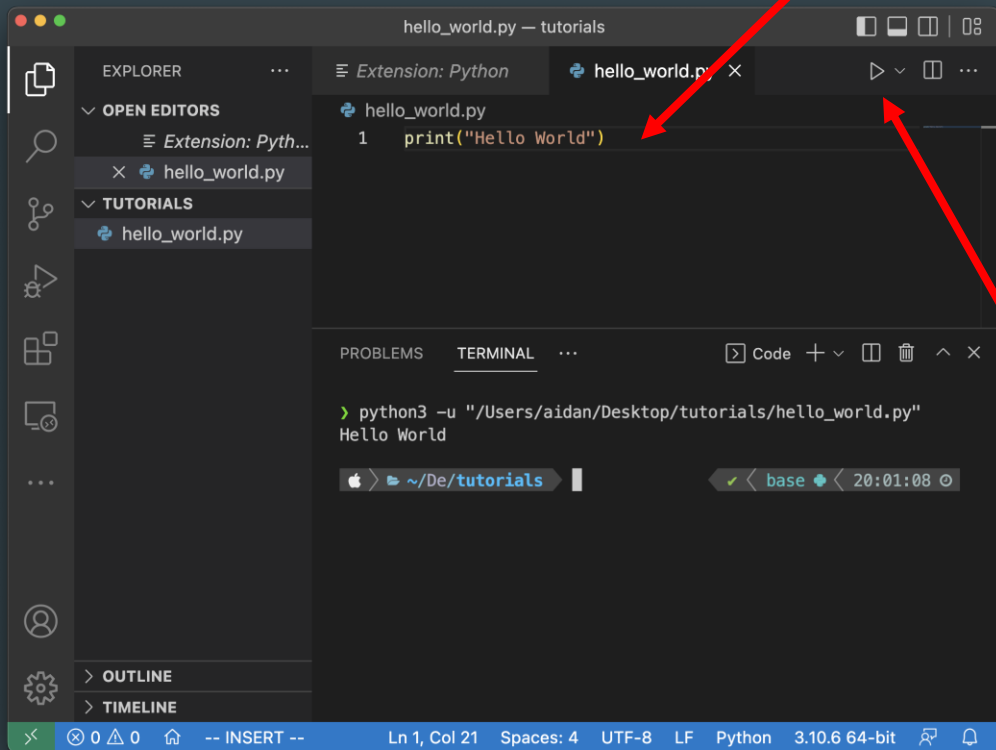 hello_world.py — tutorials
EXPLORER
OPEN EDITORS
Extension: Pyth...
hello_world.py
TUTORIALS
hello_world.py
OUTLINE
TIMELINE
Extension: Python
hello_world.py
hello_world.py
1 print("Hello World")
PROBLEMS TERMINAL
Code
❯ python3 -u "/Users/aidan/Desktop/tutorials/hello_world.py"
Hello World
~/De/tutorials
✔ base 20:01:08
0 0 -- INSERT -- Ln 1, Col 21 Spaces: 4 UTF-8 LF Python 3.10.6 64-bit